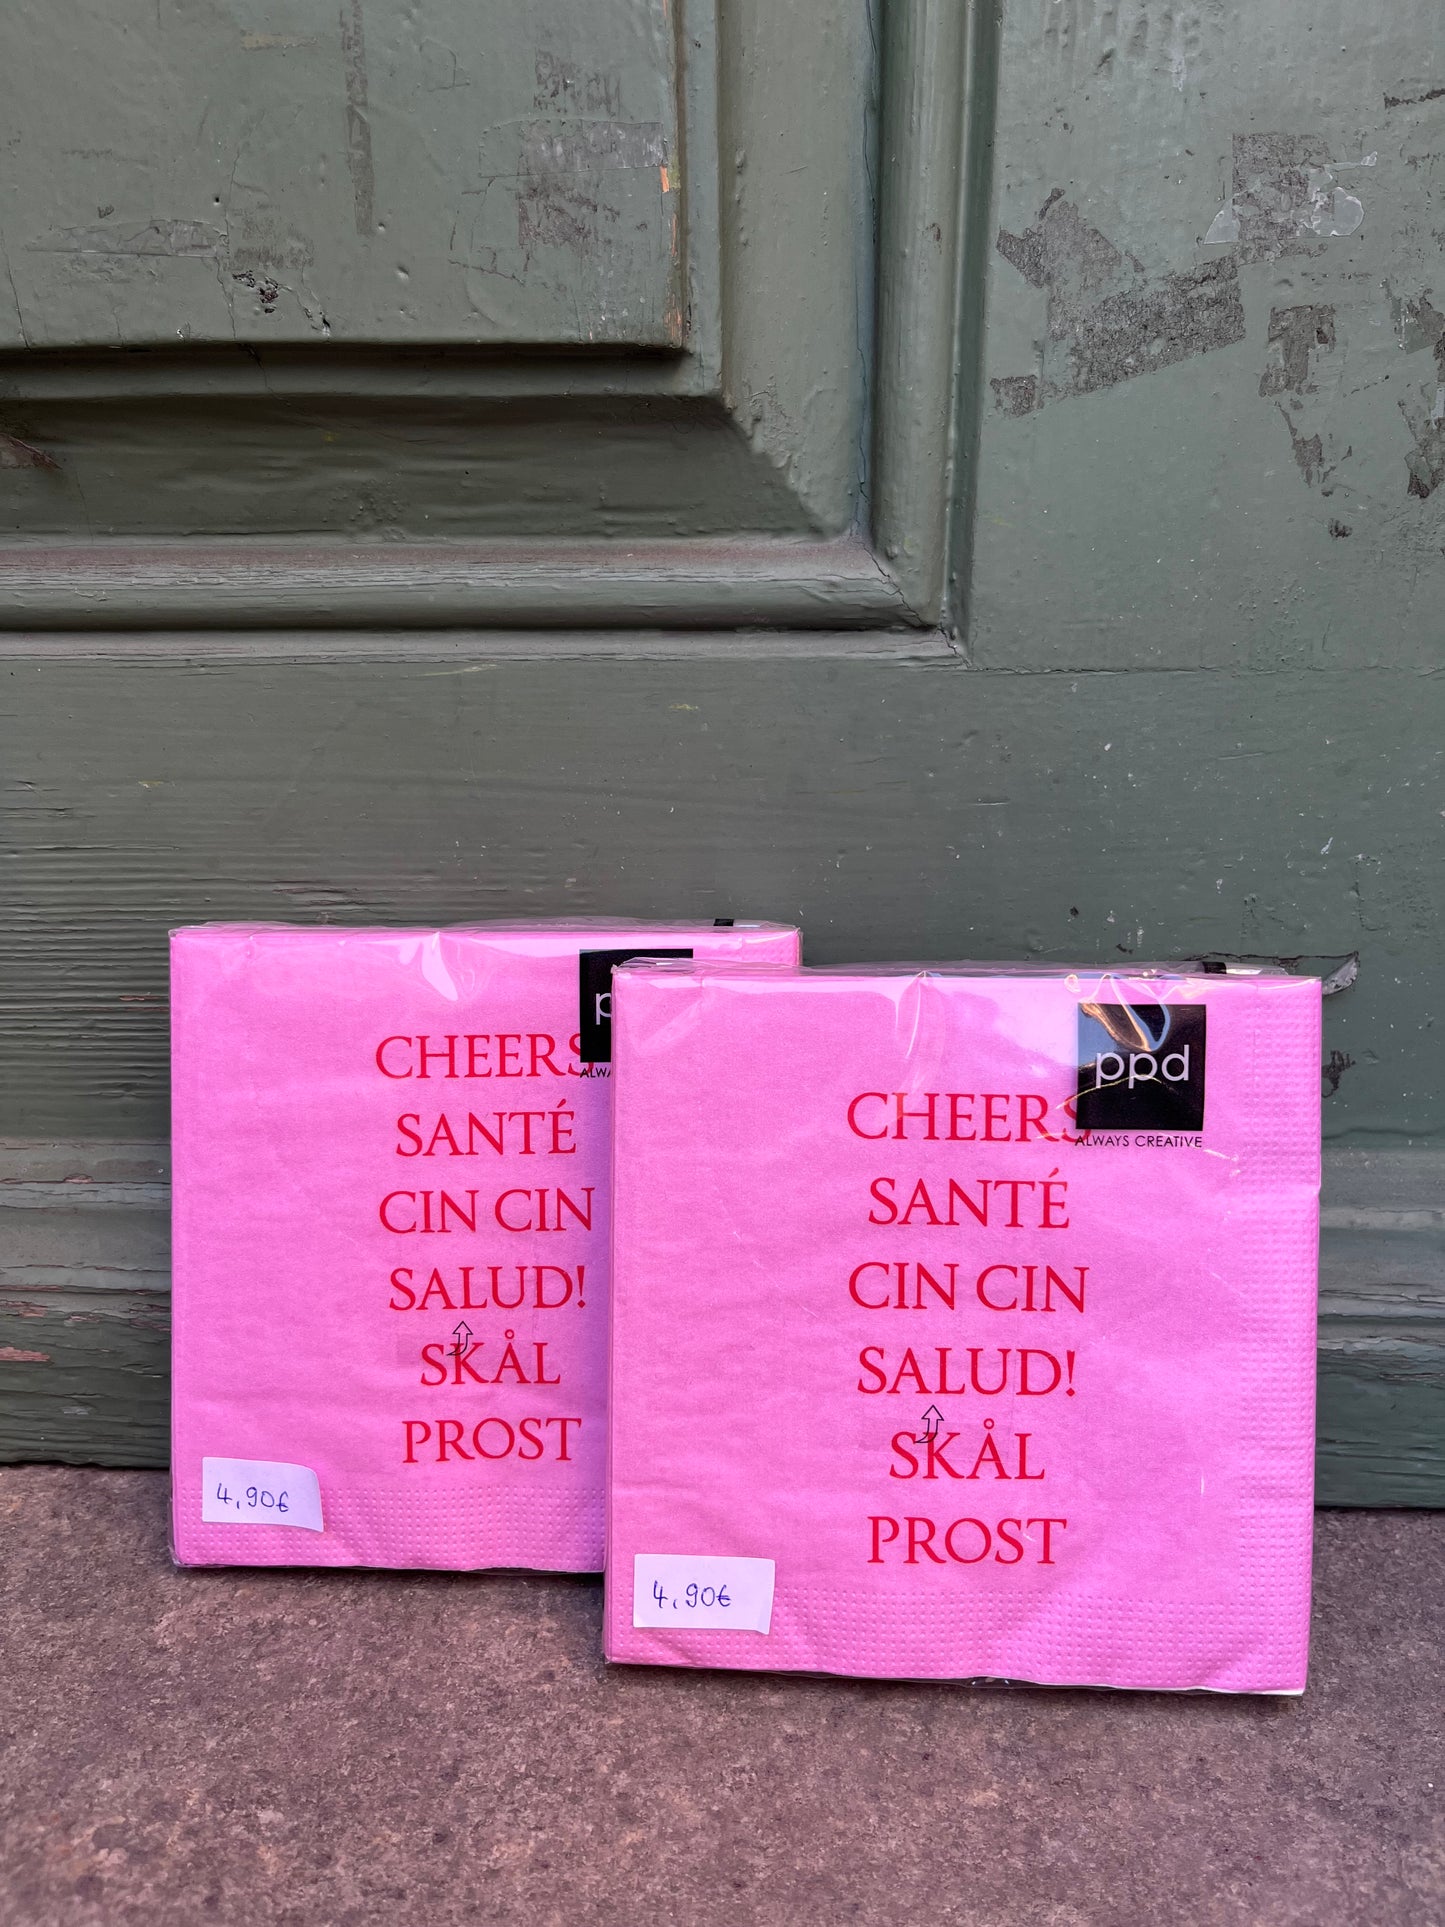 CHEERS
SANTÉ
CIN CIN
SALUD!
SKÅL
PROST
4,90€
ppd
ALWAYS CREATIVE
CHEERS
SANTÉ
CIN CIN
SALUD!
SKÅL
PROST
4,90€